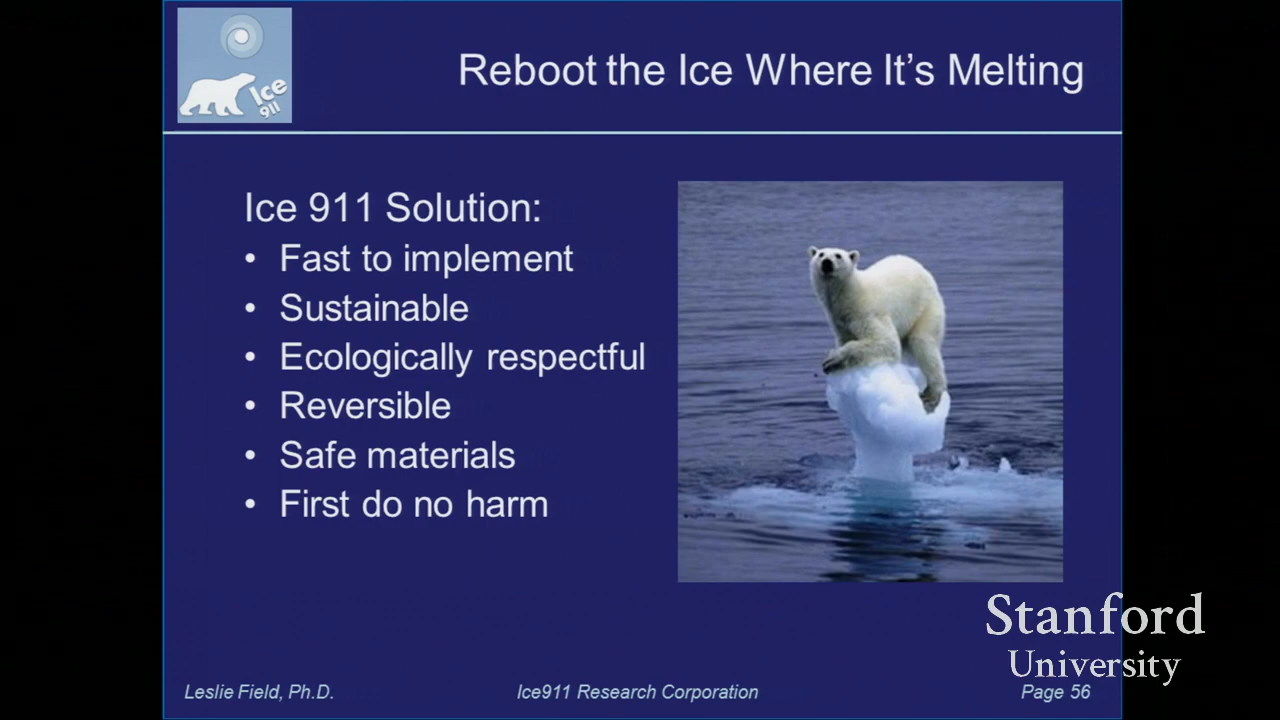 Ice
911
Reboot the Ice Where It's Melting
Ice 911 Solution:
• Fast to implement
• Sustainable
• Ecologically respectful
• Reversible
• Safe materials
• First do no harm
Stanford
University
Leslie Field, Ph.D.
Ice911 Research Corporation
Page 56